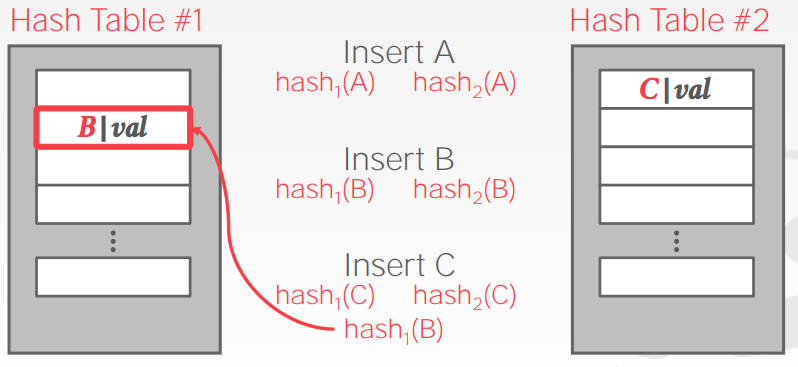 Hash Table #1
B|val
⋮
Insert A
hash₁(A) hash₂(A)
Insert B
hash₁(B) hash₂(B)
Insert C
hash₁(C) hash₂(C)
hash₁(B)
Hash Table #2
C|val
⋮